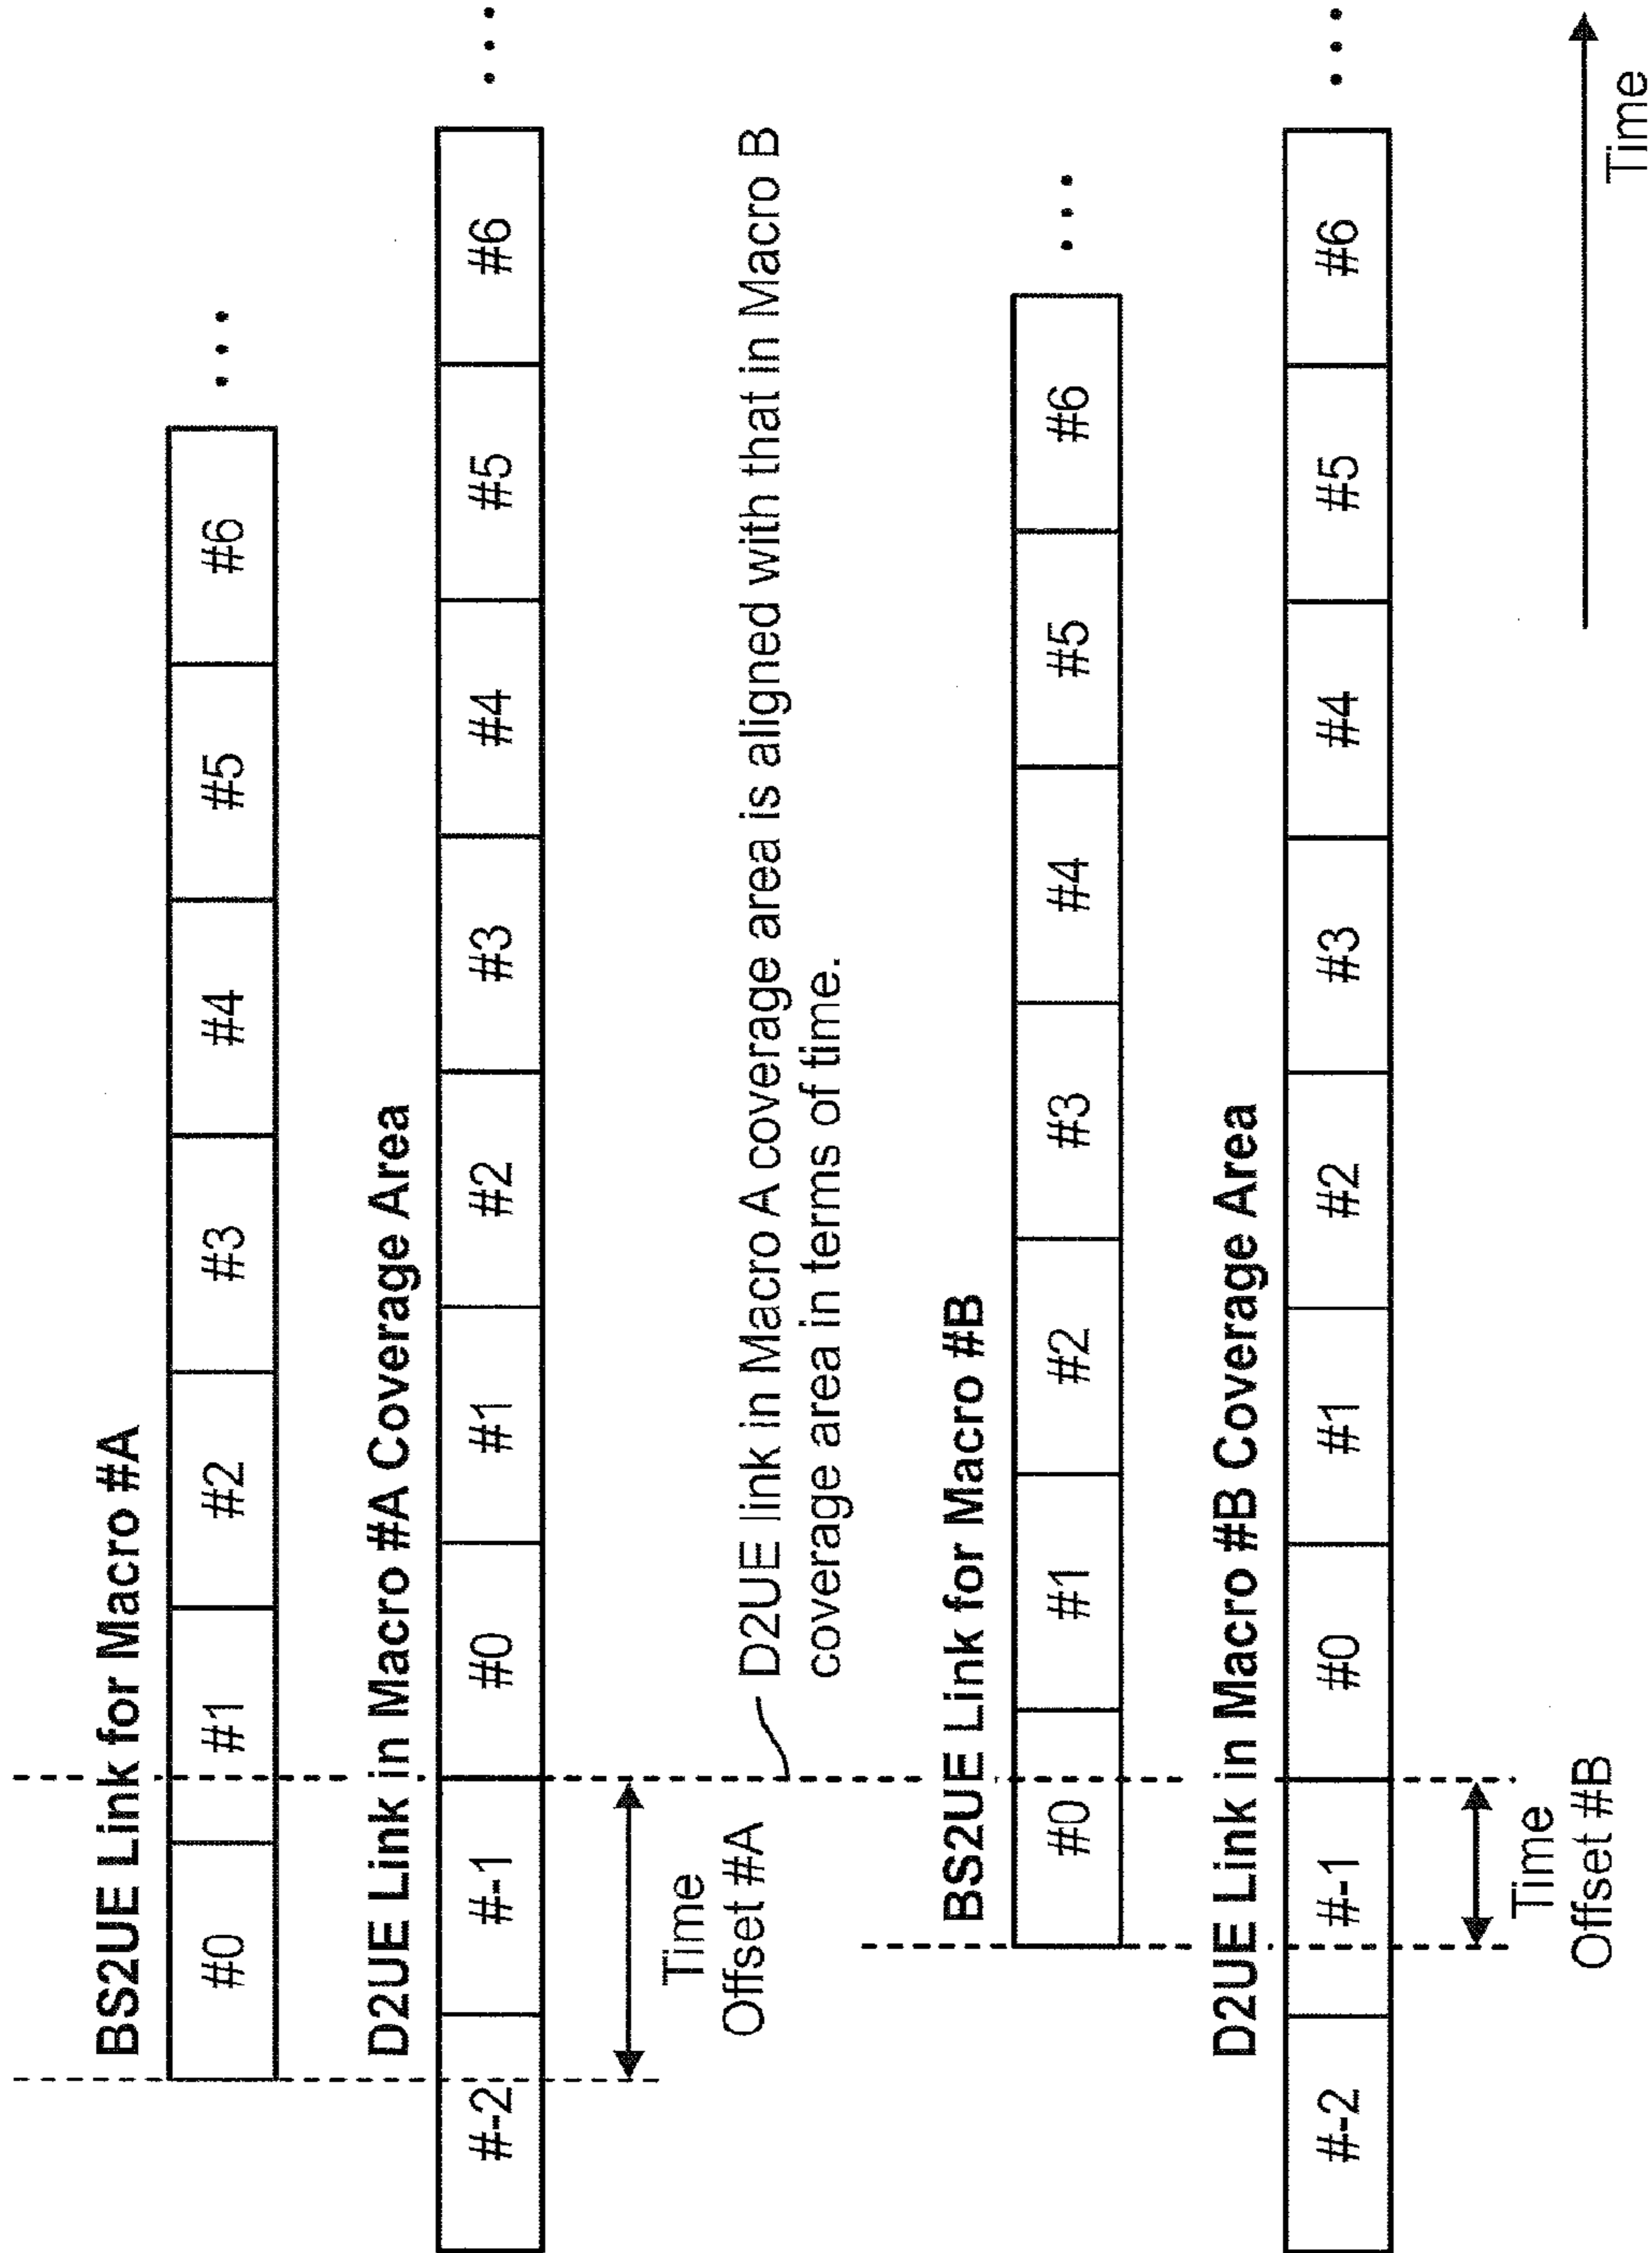 BS2UE Link for Macro #A
#0 #1 #2 #3 #4 #5 #6 ...
D2UE Link in Macro #A Coverage Area
#-2 #-1 #0 #1 #2 #3 #4 #5 #6 ...
Time
Offset #A
D2UE link in Macro A coverage area is aligned with that in Macro B
coverage area in terms of time.
BS2UE Link for Macro #B
#0 #1 #2 #3 #4 #5 #6 ...
D2UE Link in Macro #B Coverage Area
#-2 #-1 #0 #1 #2 #3 #4 #5 #6 ...
Time
Offset #B
Time